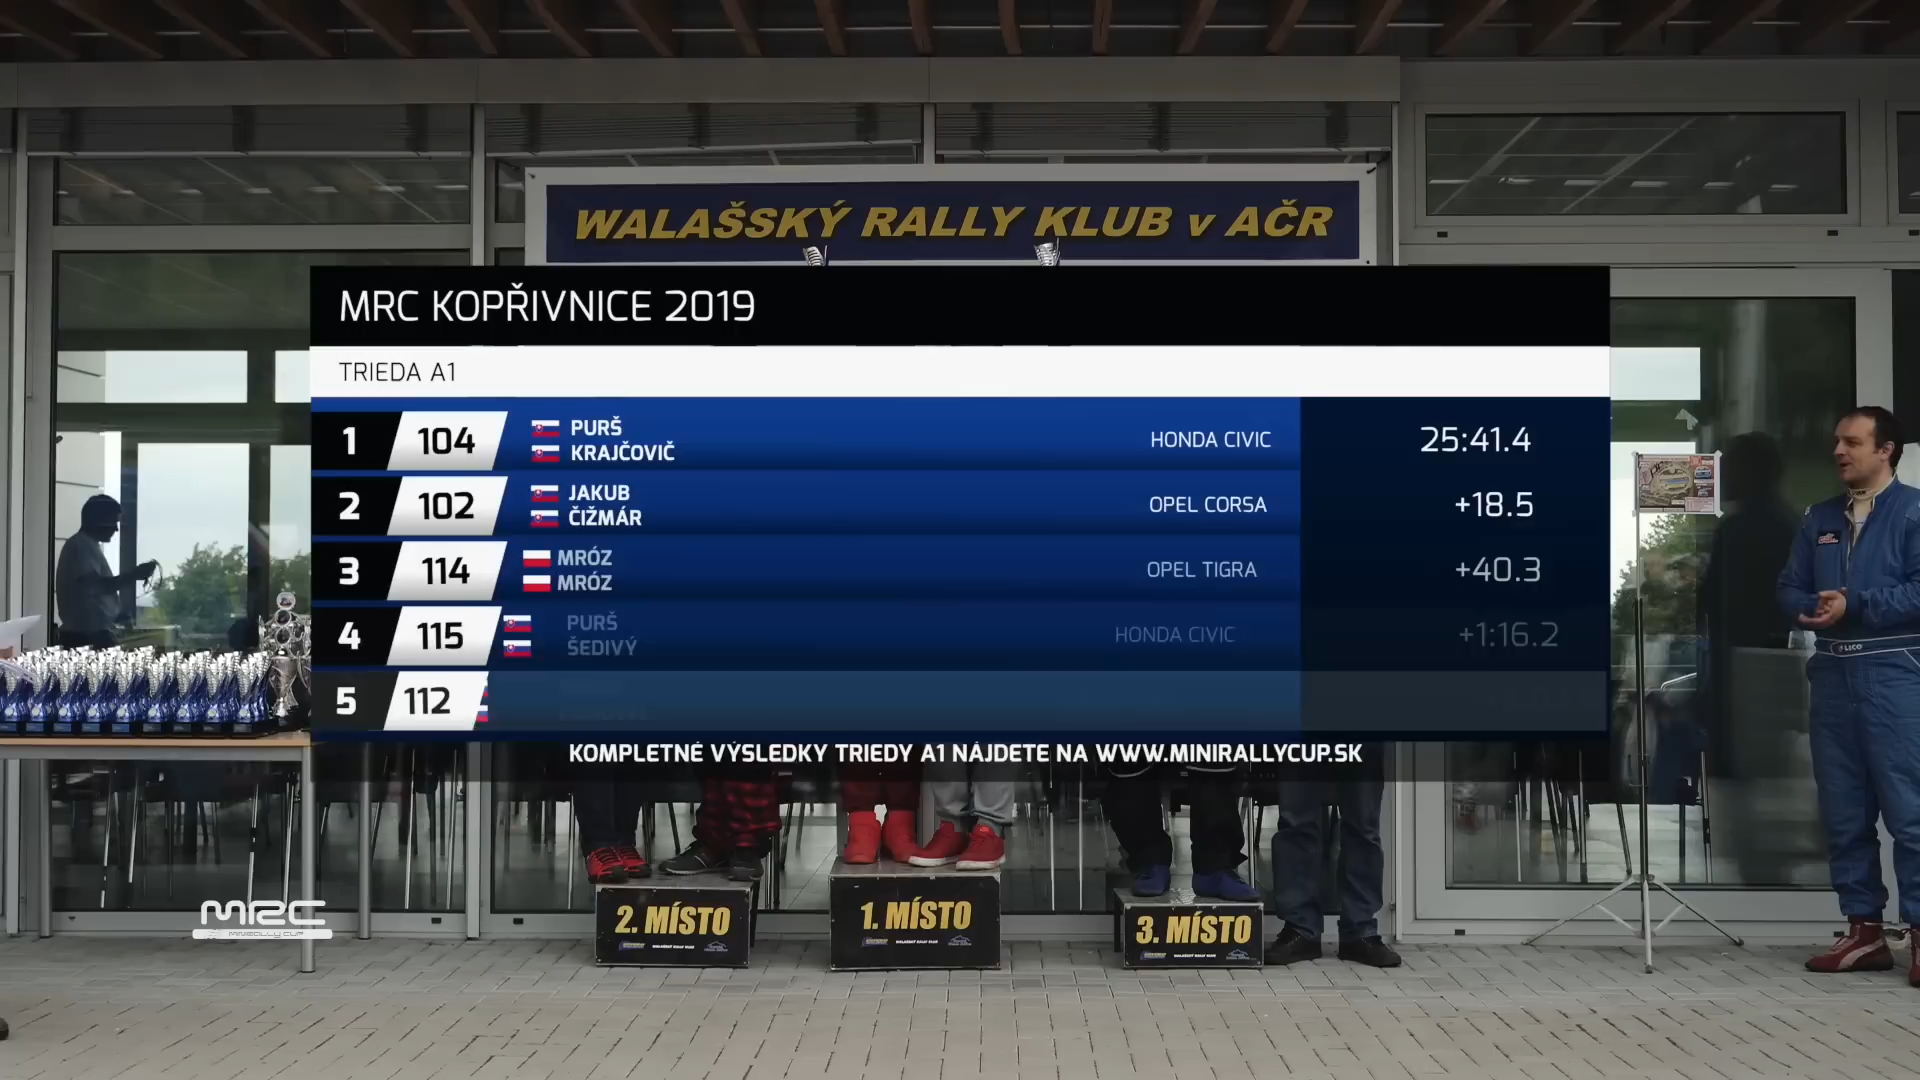 WALAŠSKÝ RALLY KLUB v AČR
MRC KOPŘIVNICE 2019
TRIEDA A1
1 104 PURŠ KRAJČOVIČ HONDA CIVIC 25:41.4
2 102 JAKUB ČIŽMÁR OPEL CORSA +18.5
3 114 MRÓZ MRÓZ OPEL TIGRA +40.3
4 115 PURŠ ŠEDIVÝ HONDA CIVIC +1:16.2
5 112
KOMPLETNÉ VÝSLEDKY TRIEDY A1 NÁJDETE NA WWW.MINIRALLYCUP.SK
LICO
MRC
MINIRALLY CUP
2. MÍSTO
1. MÍSTO
3. MÍSTO